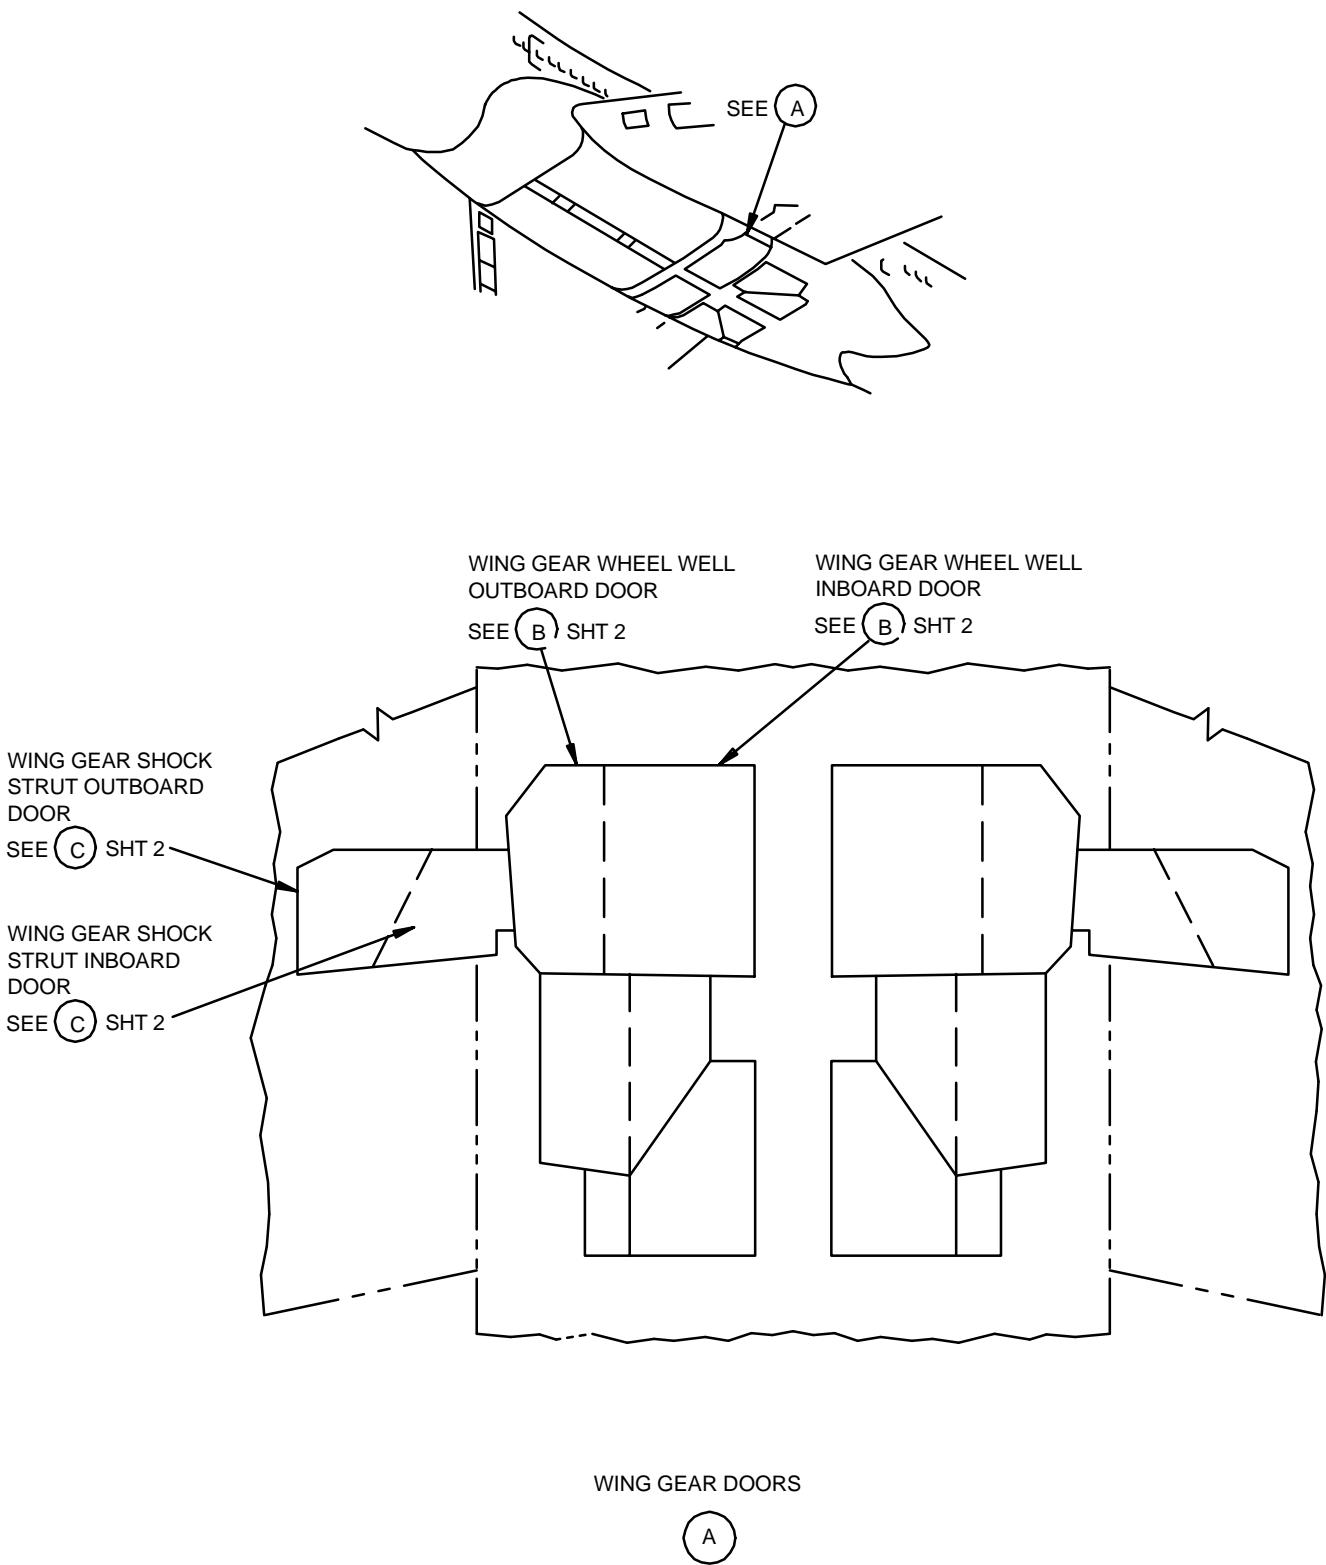 SEE A
WING GEAR WHEEL WELL
OUTBOARD DOOR
SEE B SHT 2
WING GEAR WHEEL WELL
INBOARD DOOR
SEE B SHT 2
WING GEAR SHOCK
STRUT OUTBOARD
DOOR
SEE C SHT 2
WING GEAR SHOCK
STRUT INBOARD
DOOR
SEE C SHT 2
WING GEAR DOORS
A